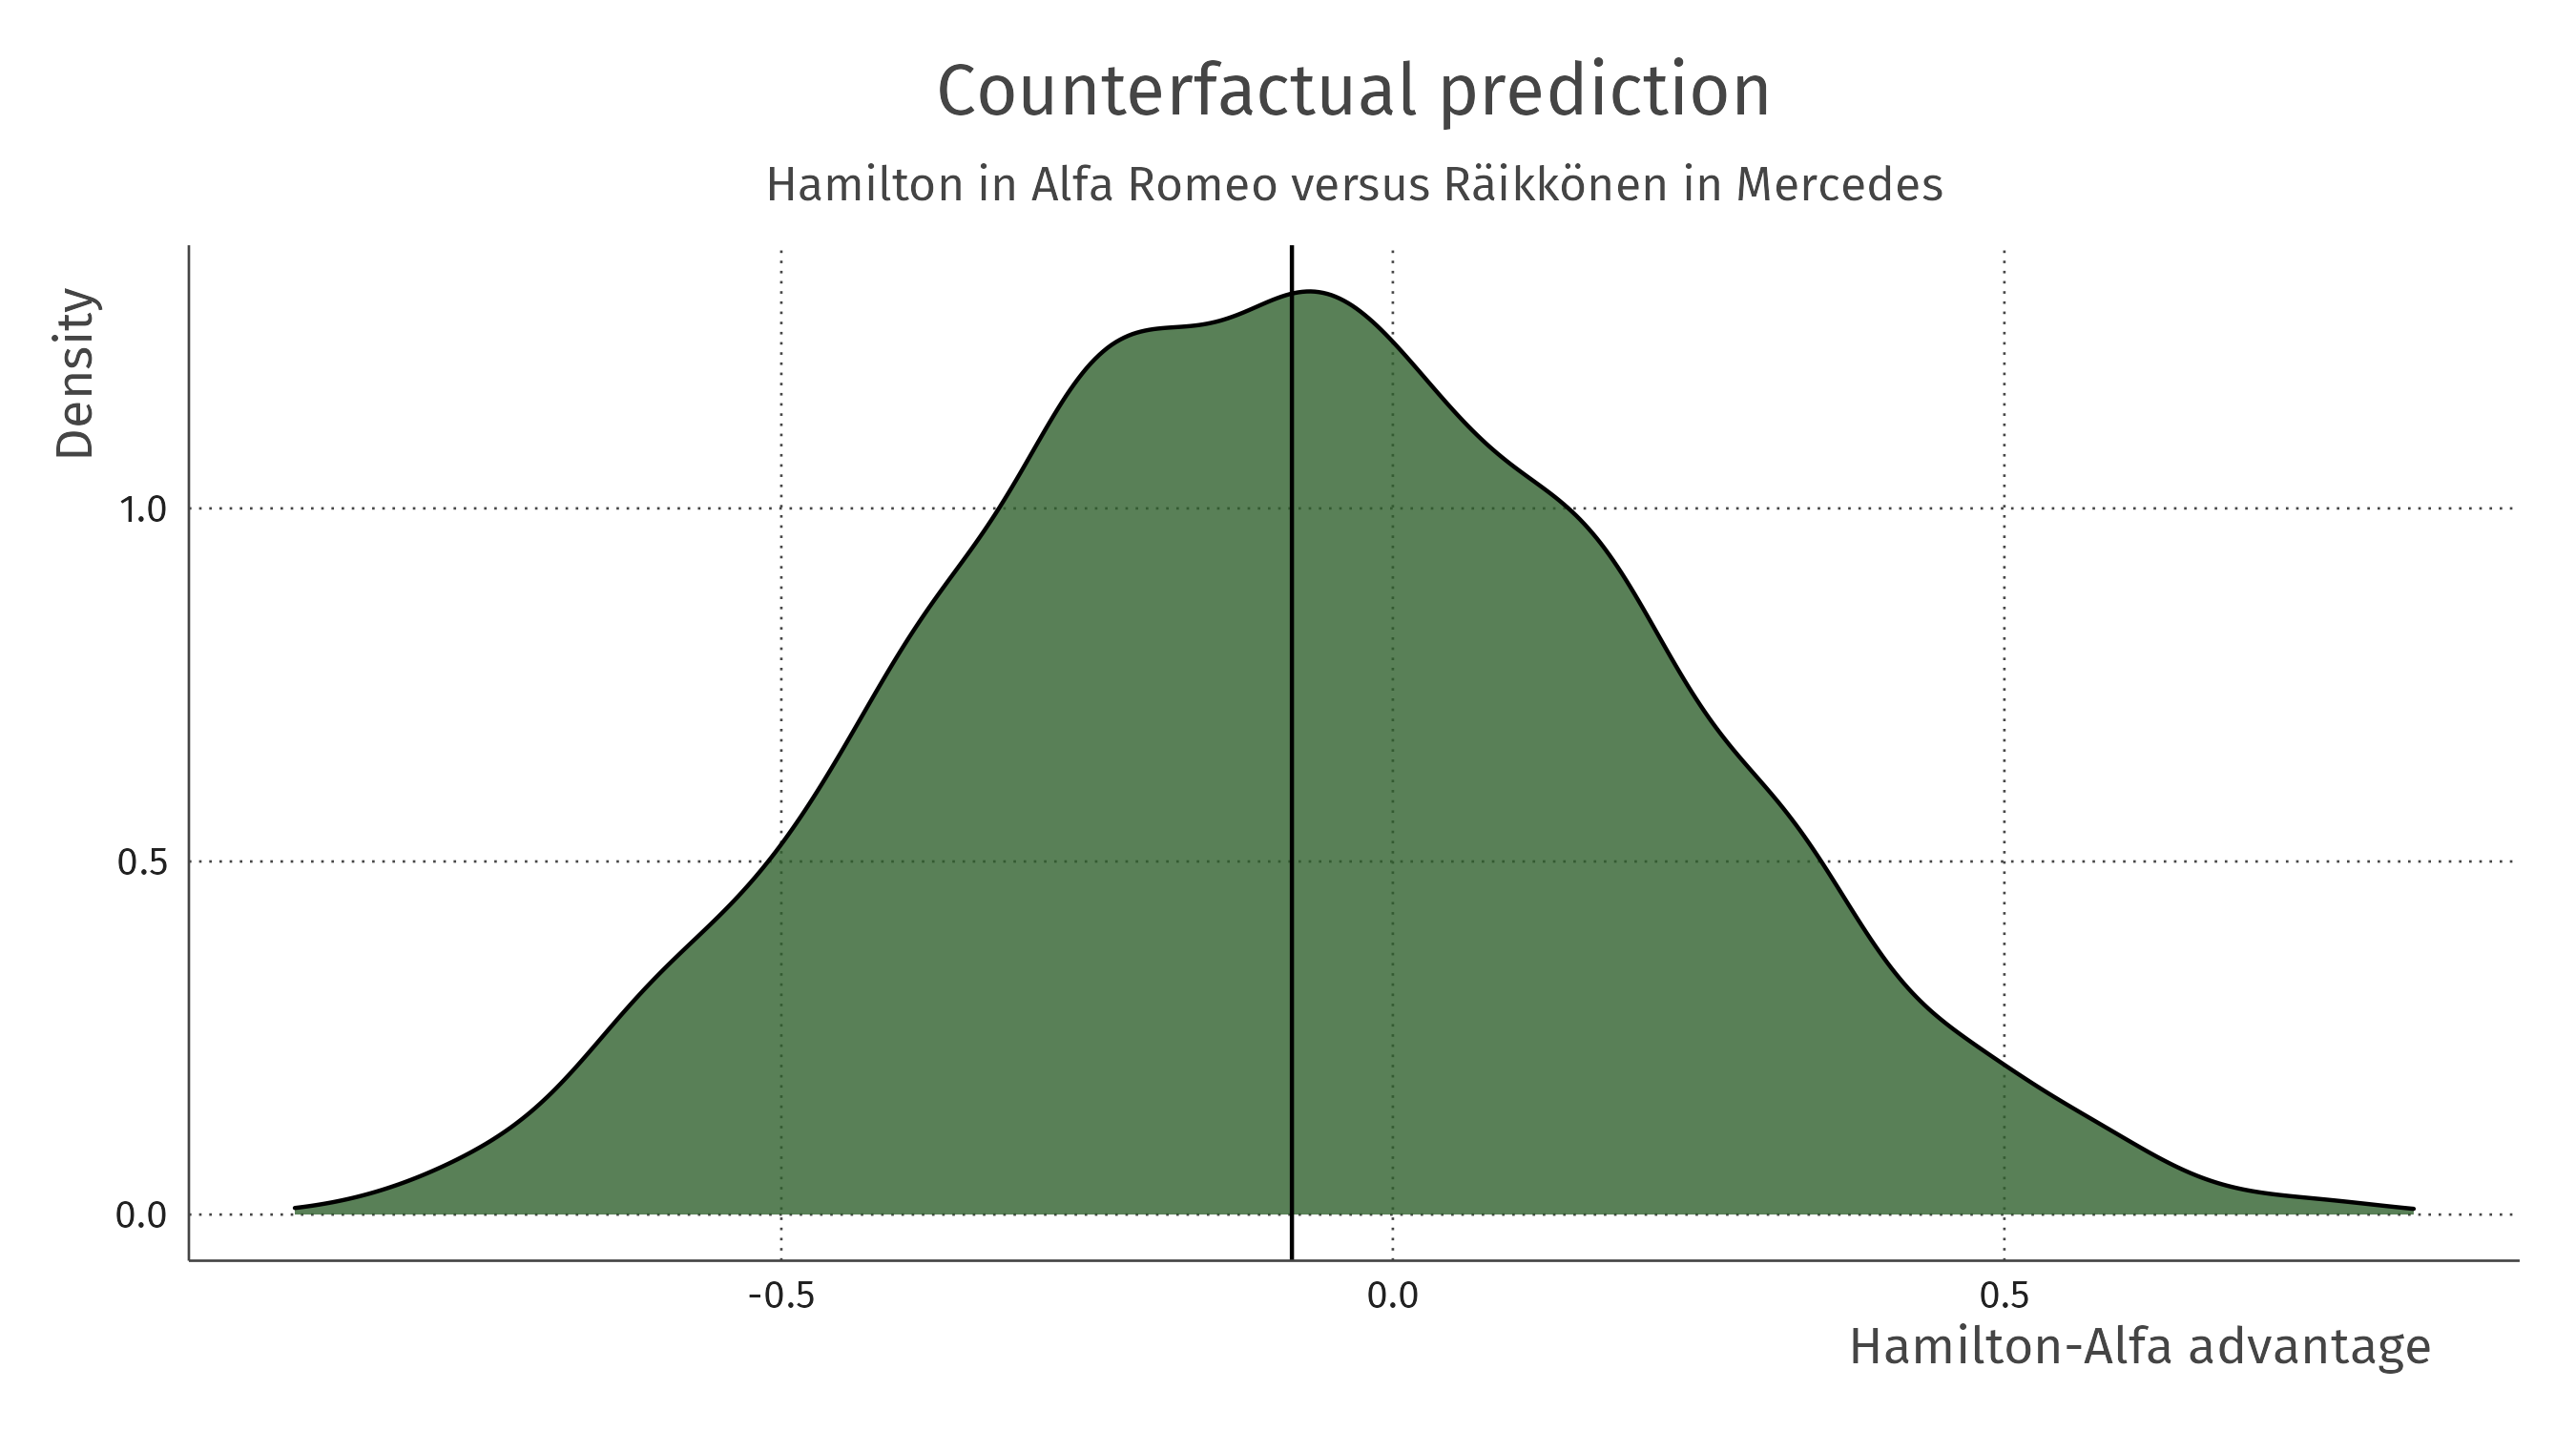 Counterfactual prediction
Hamilton in Alfa Romeo versus Räikkönen in Mercedes
Density
1.0
0.5
0.0
-0.5
0.0
0.5
Hamilton-Alfa advantage